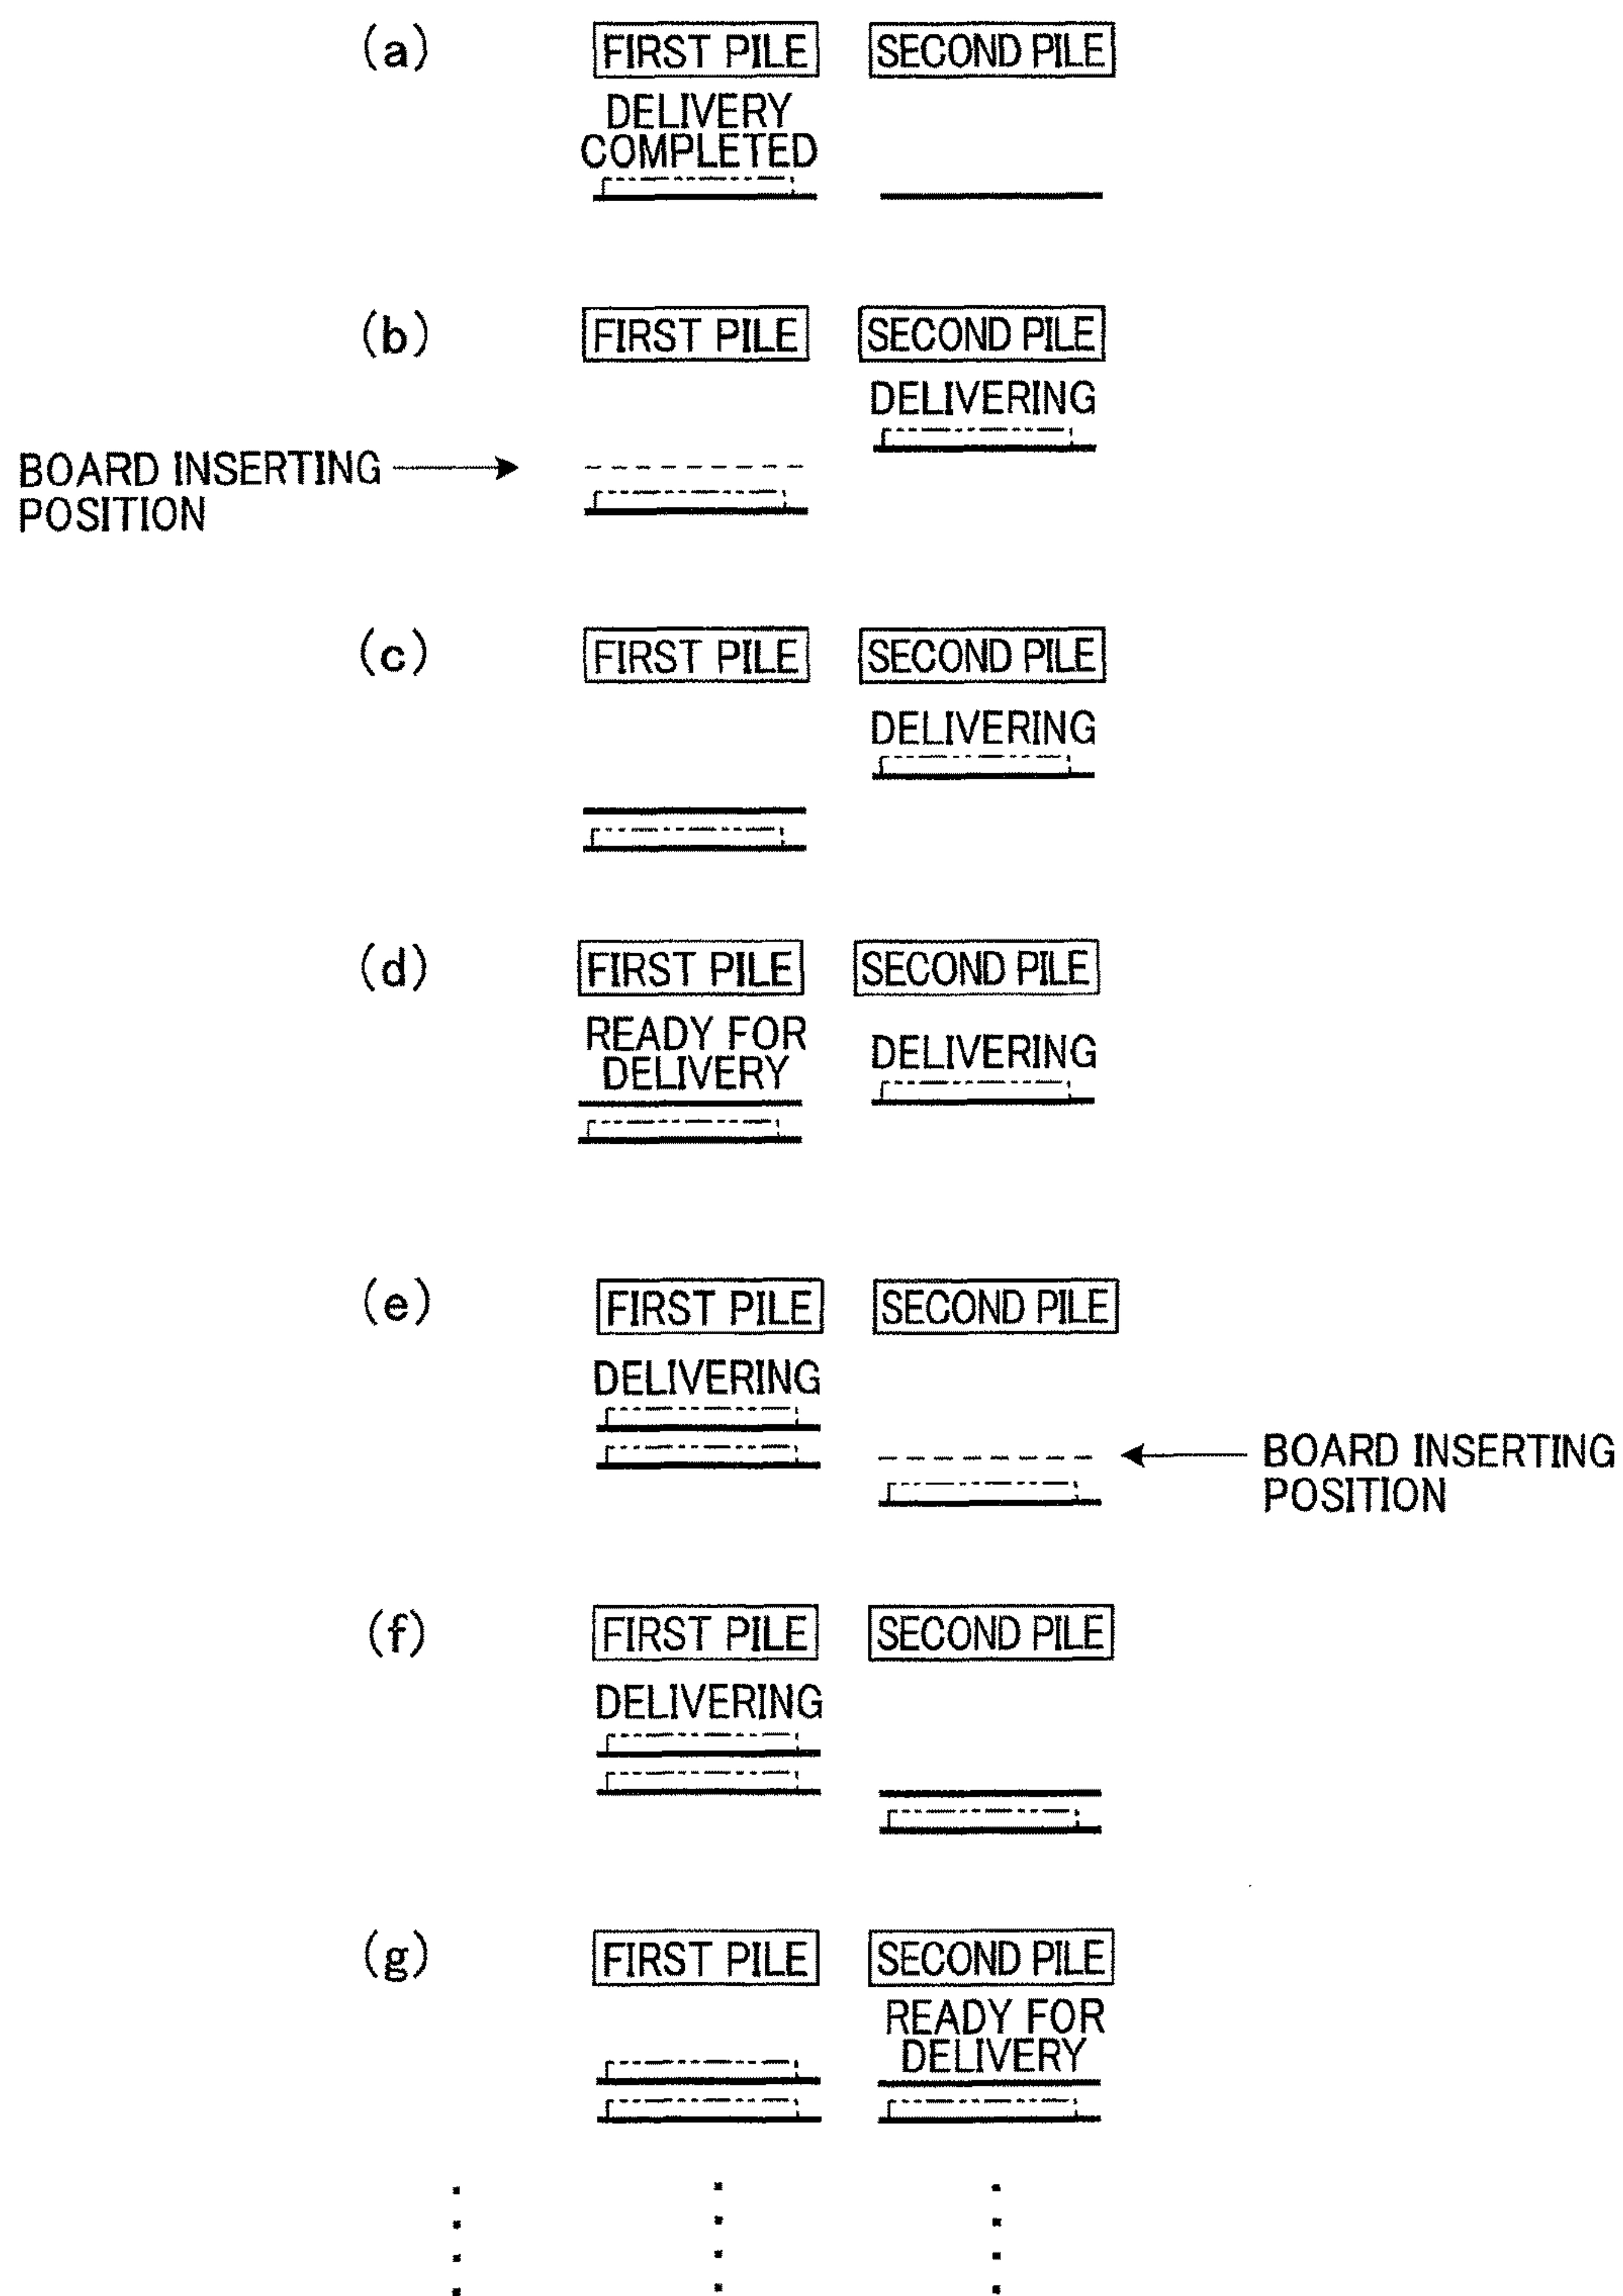 (a)
FIRST PILE
SECOND PILE
DELIVERY
COMPLETED
(b)
FIRST PILE
SECOND PILE
DELIVERING
BOARD INSERTING
POSITION
(c)
FIRST PILE
SECOND PILE
DELIVERING
(d)
FIRST PILE
SECOND PILE
READY FOR
DELIVERY
DELIVERING
(e)
FIRST PILE
SECOND PILE
DELIVERING
BOARD INSERTING
POSITION
(f)
FIRST PILE
SECOND PILE
DELIVERING
(g)
FIRST PILE
SECOND PILE
READY FOR
DELIVERY